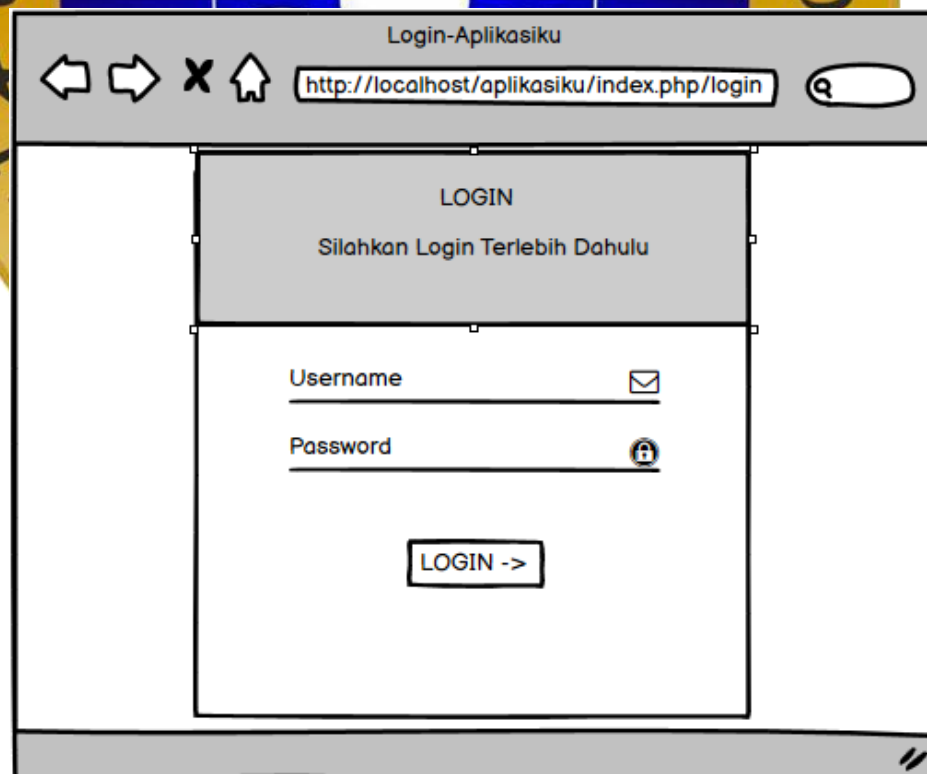 Login-Aplikasiku
http://localhost/aplikasiku/index.php/login
LOGIN
Silahkan Login Terlebih Dahulu
Username
Password
LOGIN ->